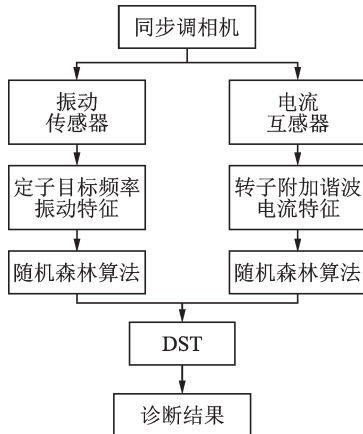 同步调相机
振动
传感器
电流
互感器
定子目标频率
振动特征
转子附加谐波
电流特征
随机森林算法
随机森林算法
DST
诊断结果